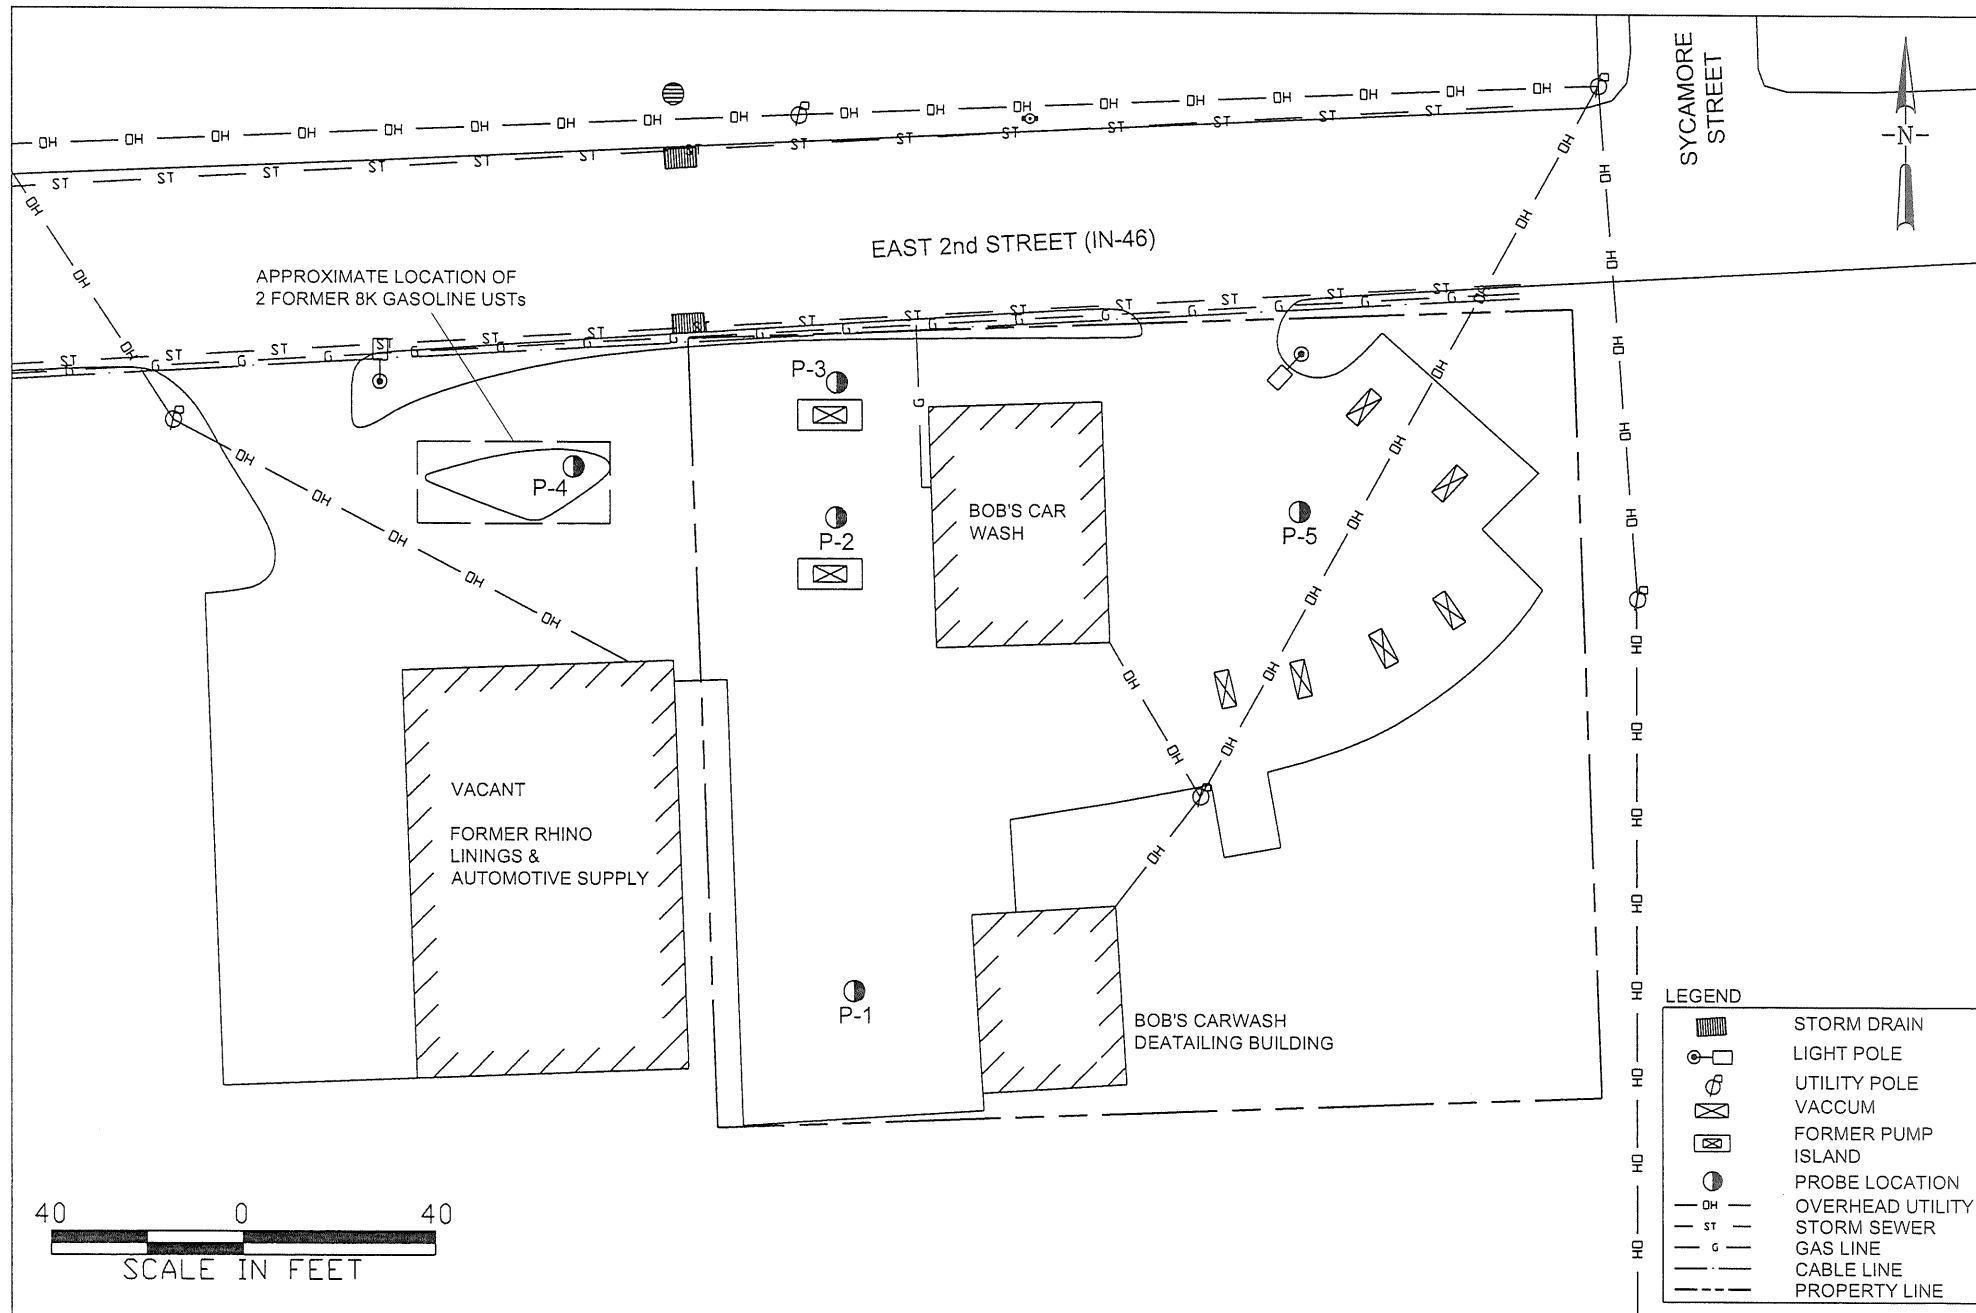 SYCAMORE
STREET
N
EAST 2nd STREET (IN-46)
APPROXIMATE LOCATION OF
2 FORMER 8K GASOLINE USTs
P-3
P-4
P-2
BOB'S CAR
WASH
P-5
VACANT
FORMER RHINO
LININGS &
AUTOMOTIVE SUPPLY
P-1
BOB'S CARWASH
DEATAILING BUILDING
LEGEND
STORM DRAIN
LIGHT POLE
UTILITY POLE
VACCUM
FORMER PUMP
ISLAND
PROBE LOCATION
OH OVERHEAD UTILITY
ST STORM SEWER
G GAS LINE
CABLE LINE
PROPERTY LINE
40 0 40
SCALE IN FEET